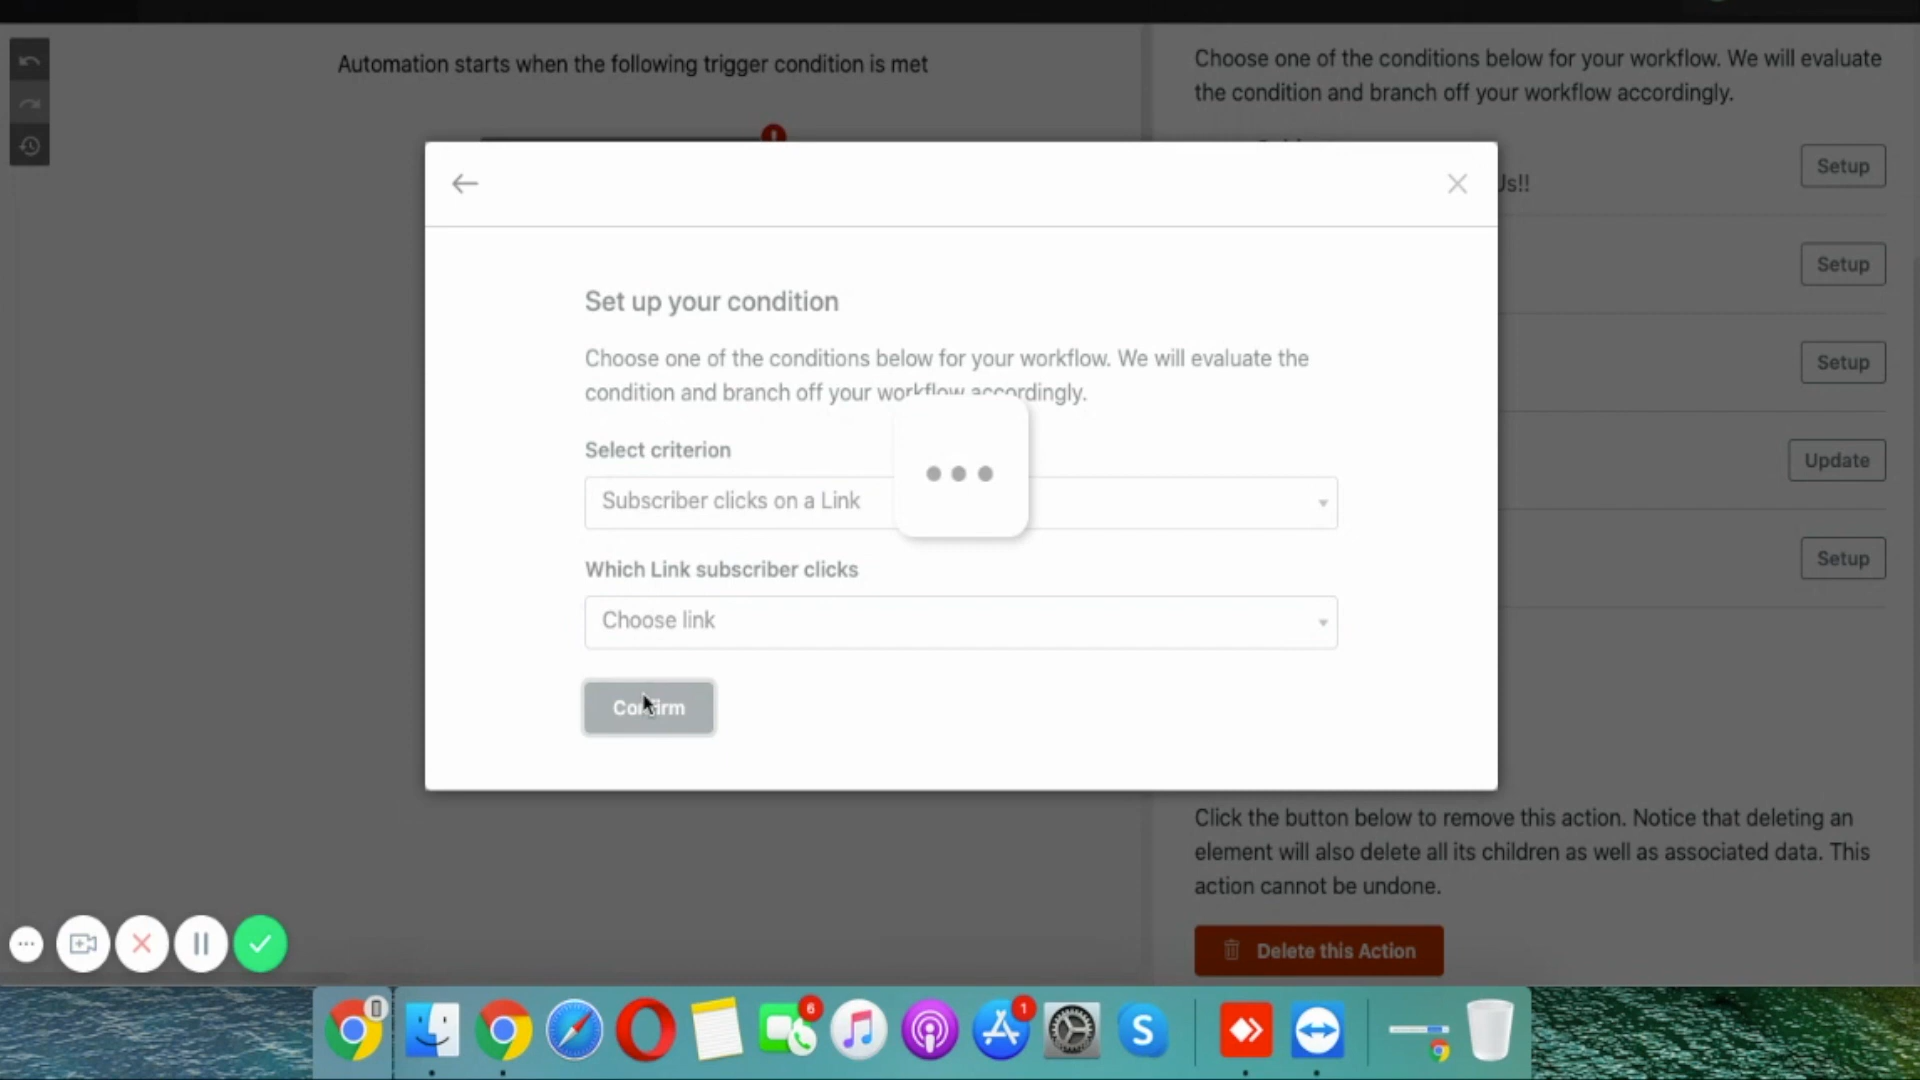 Automation starts when the following trigger condition is met
Choose one of the conditions below for your workflow. We will evaluate
the condition and branch off your workflow accordingly.
Setup
Us!!
Setup
Setup
Update
Setup
Set up your condition
Choose one of the conditions below for your workflow. We will evaluate the
condition and branch off your workflow accordingly.
Select criterion
Subscriber clicks on a Link
Which Link subscriber clicks
Choose link
Confirm
Click the button below to remove this action. Notice that deleting an
element will also delete all its children as well as associated data. This
action cannot be undone.
Delete this Action
6
1
S